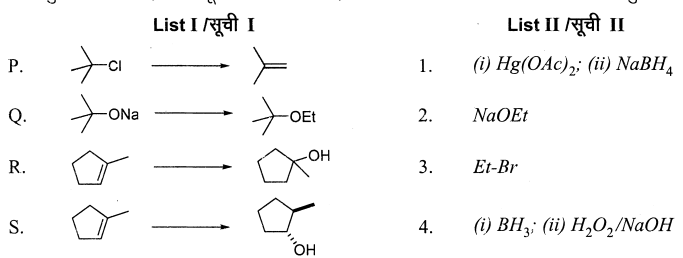 List I /सूची I
List II /सूची II
P.
Cl
1. (i) Hg(OAc)₂; (ii) NaBH₄
Q.
ONa
OEt
2. NaOEt
R.
OH
3. Et-Br
S.
OH
4. (i) BH₃; (ii) H₂O₂/NaOH